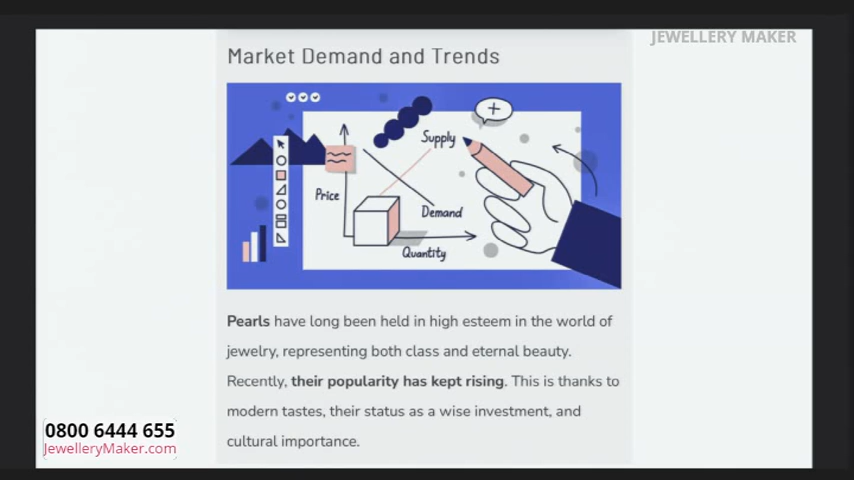 JEWELLERY MAKER
Market Demand and Trends
Supply
Price
Demand
Quantity
Pearls have long been held in high esteem in the world of
jewelry, representing both class and eternal beauty.
Recently, their popularity has kept rising. This is thanks to
modern tastes, their status as a wise investment, and
cultural importance.
0800 6444 655
JewelleryMaker.com